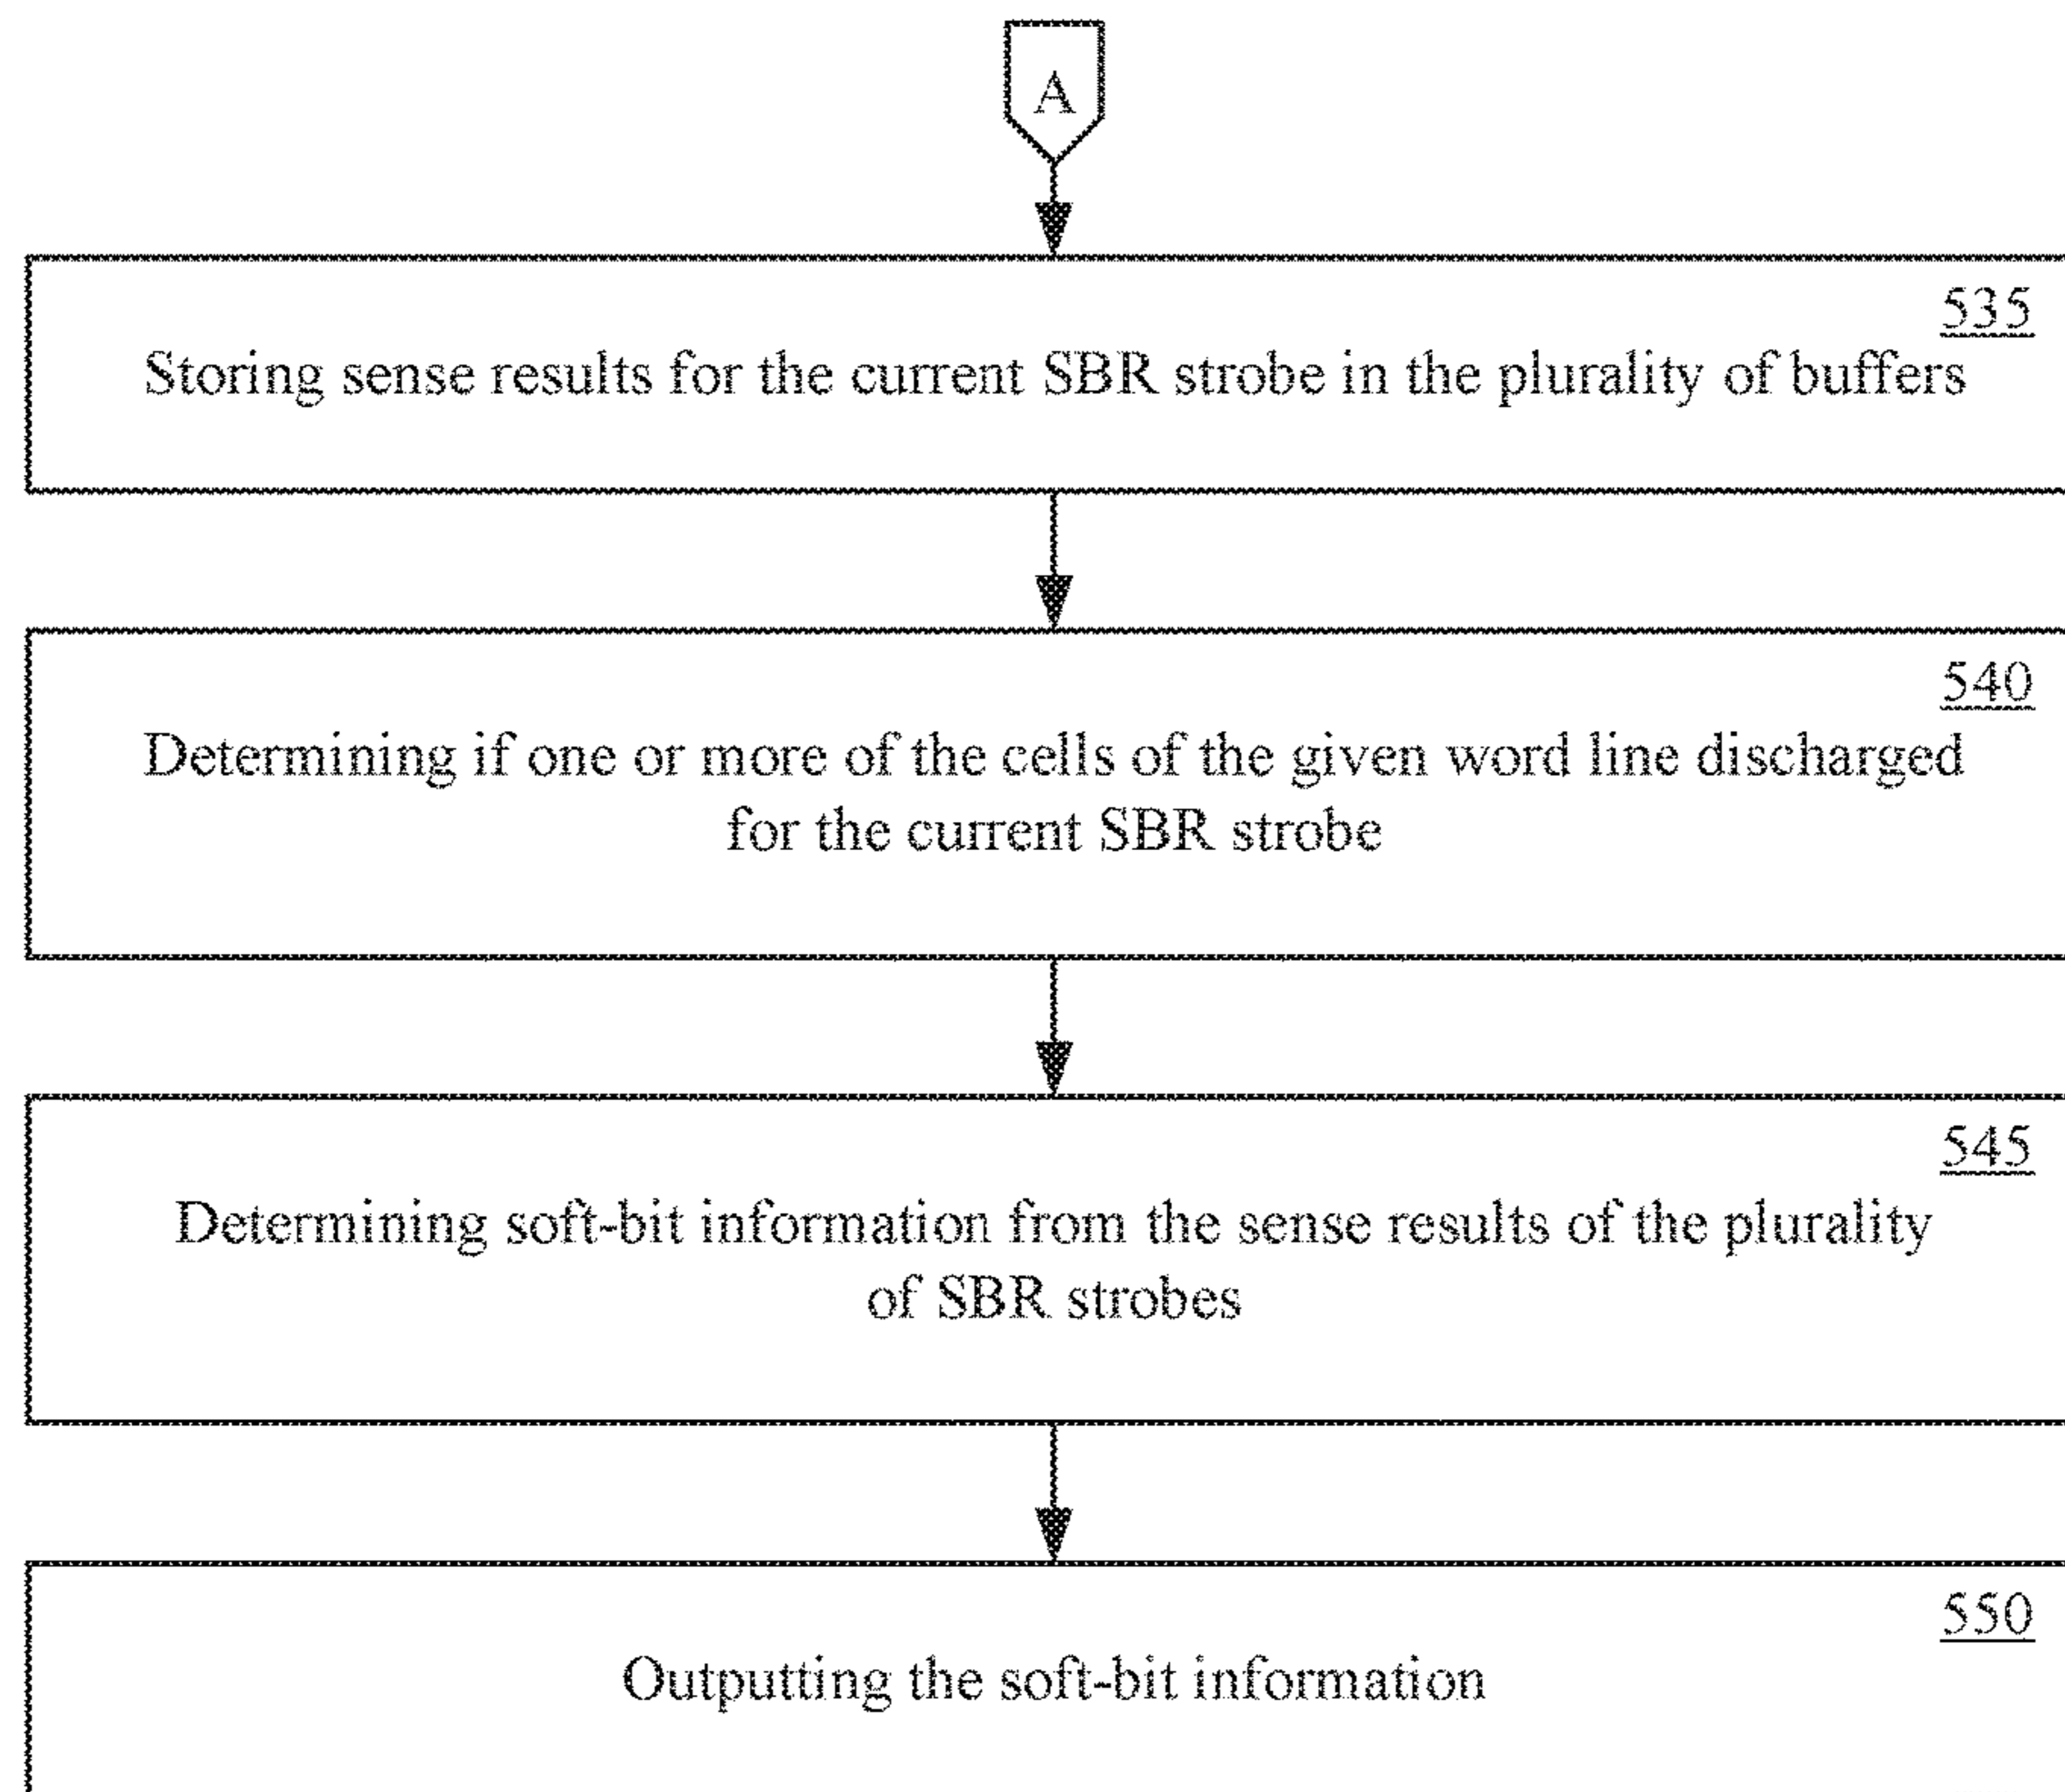 A
535
Storing sense results for the current SBR strobe in the plurality of buffers
540
Determining if one or more of the cells of the given word line discharged
for the current SBR strobe
545
Determining soft-bit information from the sense results of the plurality
of SBR strobes
550
Outputting the soft-bit information